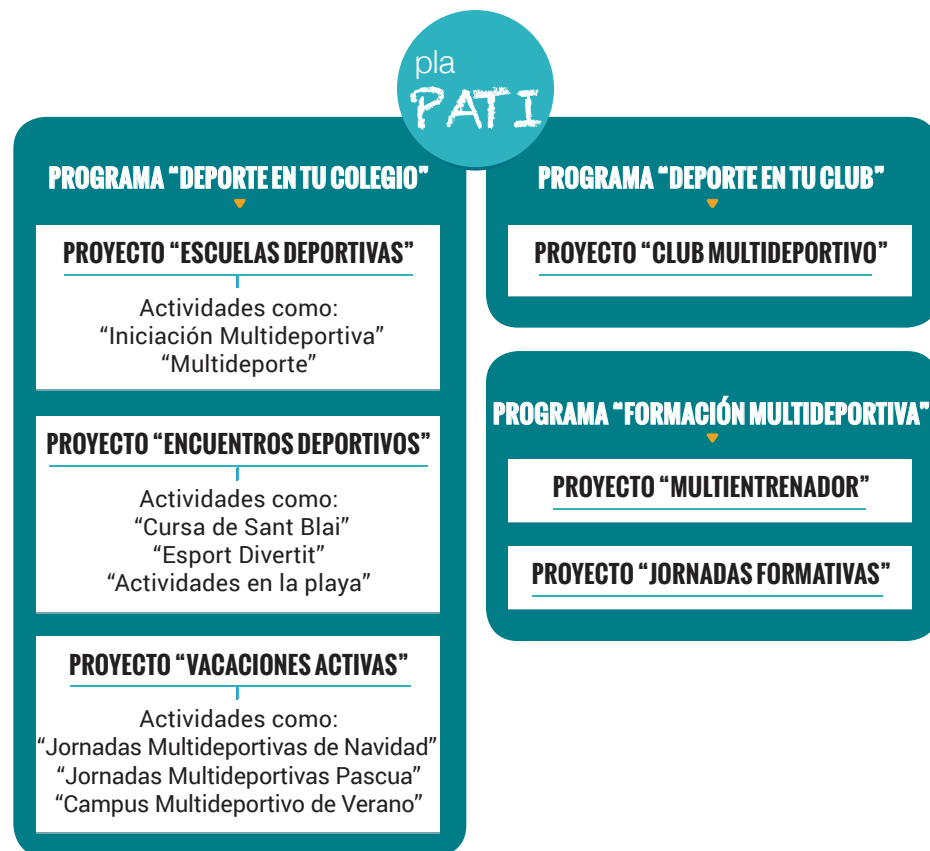 pla
PATI
PROGRAMA “DEPORTE EN TU COLEGIO”
PROYECTO “ESCUELAS DEPORTIVAS”
Actividades como:
“Iniciación Multideportiva”
“Multideporte”
PROYECTO “ENCUENTROS DEPORTIVOS”
Actividades como:
“Cursa de Sant Blai”
“Esport Divertit”
“Actividades en la playa”
PROYECTO “VACACIONES ACTIVAS”
Actividades como:
“Jornadas Multideportivas de Navidad”
“Jornadas Multideportivas Pascua”
“Campus Multideportivo de Verano”
PROGRAMA “DEPORTE EN TU CLUB”
PROYECTO “CLUB MULTIDEPORTIVO”
PROGRAMA “FORMACIÓN MULTIDEPORTIVA”
PROYECTO “MULTIENTRENADOR”
PROYECTO “JORNADAS FORMATIVAS”